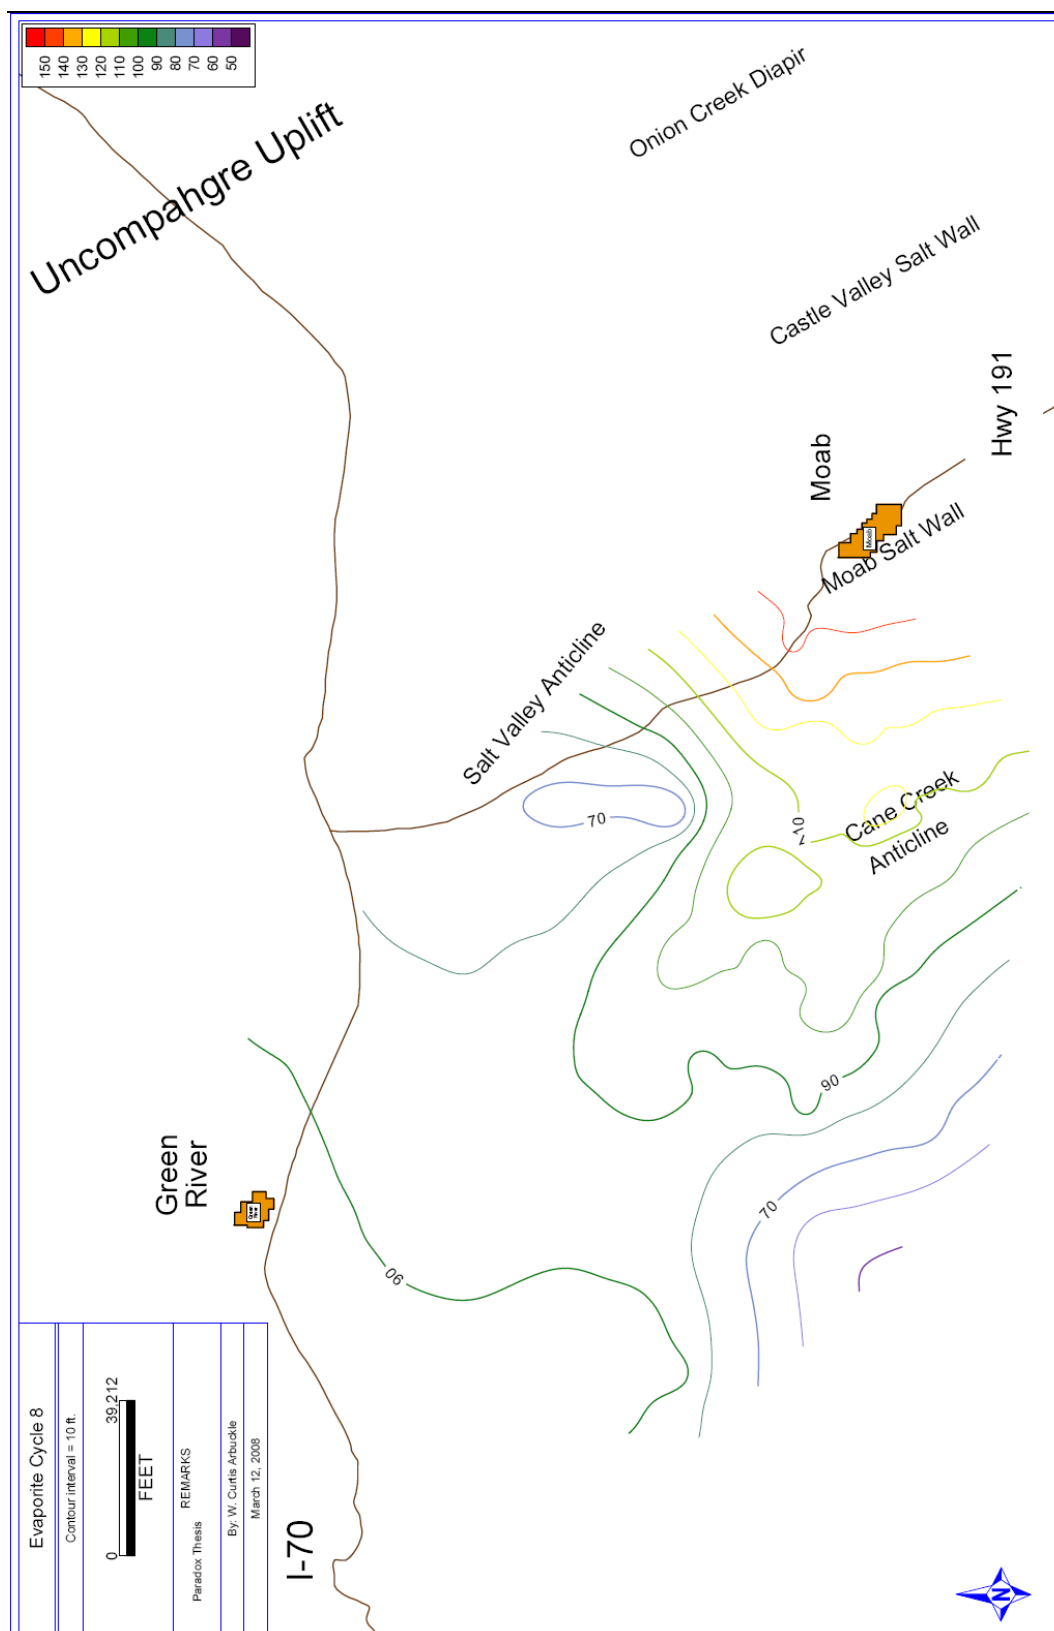 150
140
130
120
110
100
90
80
70
60
50
Uncompahgre Uplift
Onion Creek Diapir
Castle Valley Salt Wall
Hwy 191
Moab
Moab
Moab Salt Wall
Salt Valley Anticline
70
Cane Creek
Anticline
110
90
70
90
Green
River
Green
River
I-70
Evaporite Cycle 8
Contour interval = 10 ft.
0
39,212
FEET
REMARKS
Paradox Thesis
By: W. Curtis Arbuckle
March 12, 2008
N